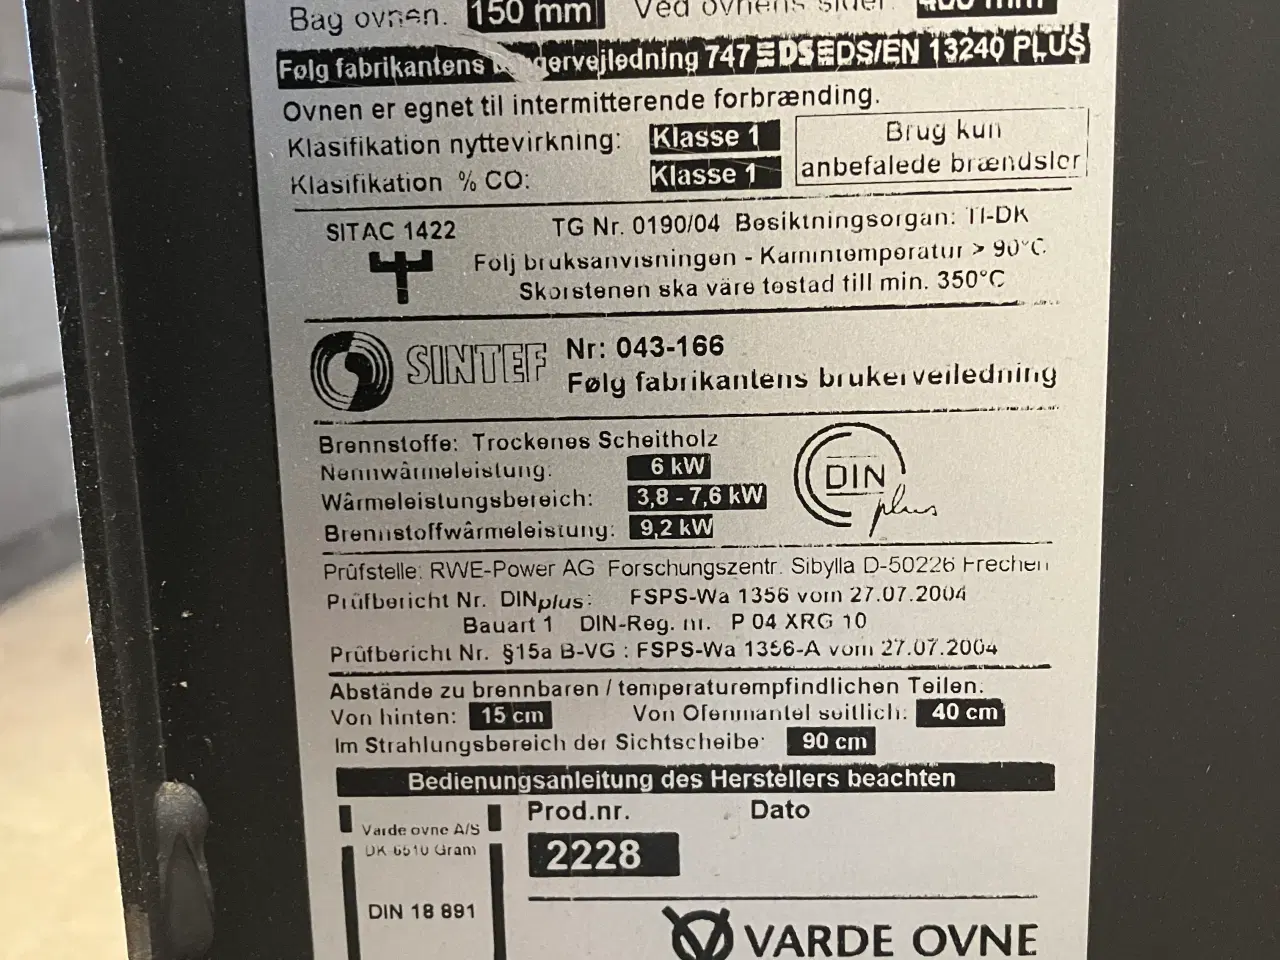 Bag ovnen: 150 mm Ved ovnens sider: 400 mm
Følg fabrikantens brugervejledning 747 EN 13240 PLUS
Ovnen er egnet til intermitterende forbrænding.
Klasifikation nyttevirkning: Klasse 1
Klasifikation % CO: Klasse 1
Brug kun
anbefalede brændsler
SITAC 1422 TG Nr. 0190/04 Besiktningsorgan: TI-DK
Följ bruksanvisningen - Kamintemperatur > 90°C.
Skorstenen ska väre testad till min. 350°C
SINTEF Nr: 043-166
Følg fabrikantens brukerveiledning
Brennstoffe: Trockenes Scheitholz
Nennwärmeleistung: 6 kW
Wärmeleistungsbereich: 3,8 - 7,6 kW
Brennstoffwärmeleistung: 9,2 kW
DIN plus
Prüfstelle: RWE-Power AG Forschungszentr. Sibylla D-50226 Frechen
Prüfbericht Nr. DINplus: FSPS-Wa 1356 vom 27.07.2004
Bauart 1 DIN-Reg. nr. P 04 XRG 10
Prüfbericht Nr. §15a B-VG : FSPS-Wa 1356-A vom 27.07.2004
Abstände zu brennbaren / temperaturempfindlichen Teilen:
Von hinten: 15 cm Von Ofenmantel seitlich: 40 cm
Im Strahlungsbereich der Sichtscheibe: 90 cm
Bedienungsanleitung des Herstellers beachten
Prod.nr. Dato
Varde ovne A/S
DK 6510 Gram
2228
DIN 18 891
VARDE OVNE